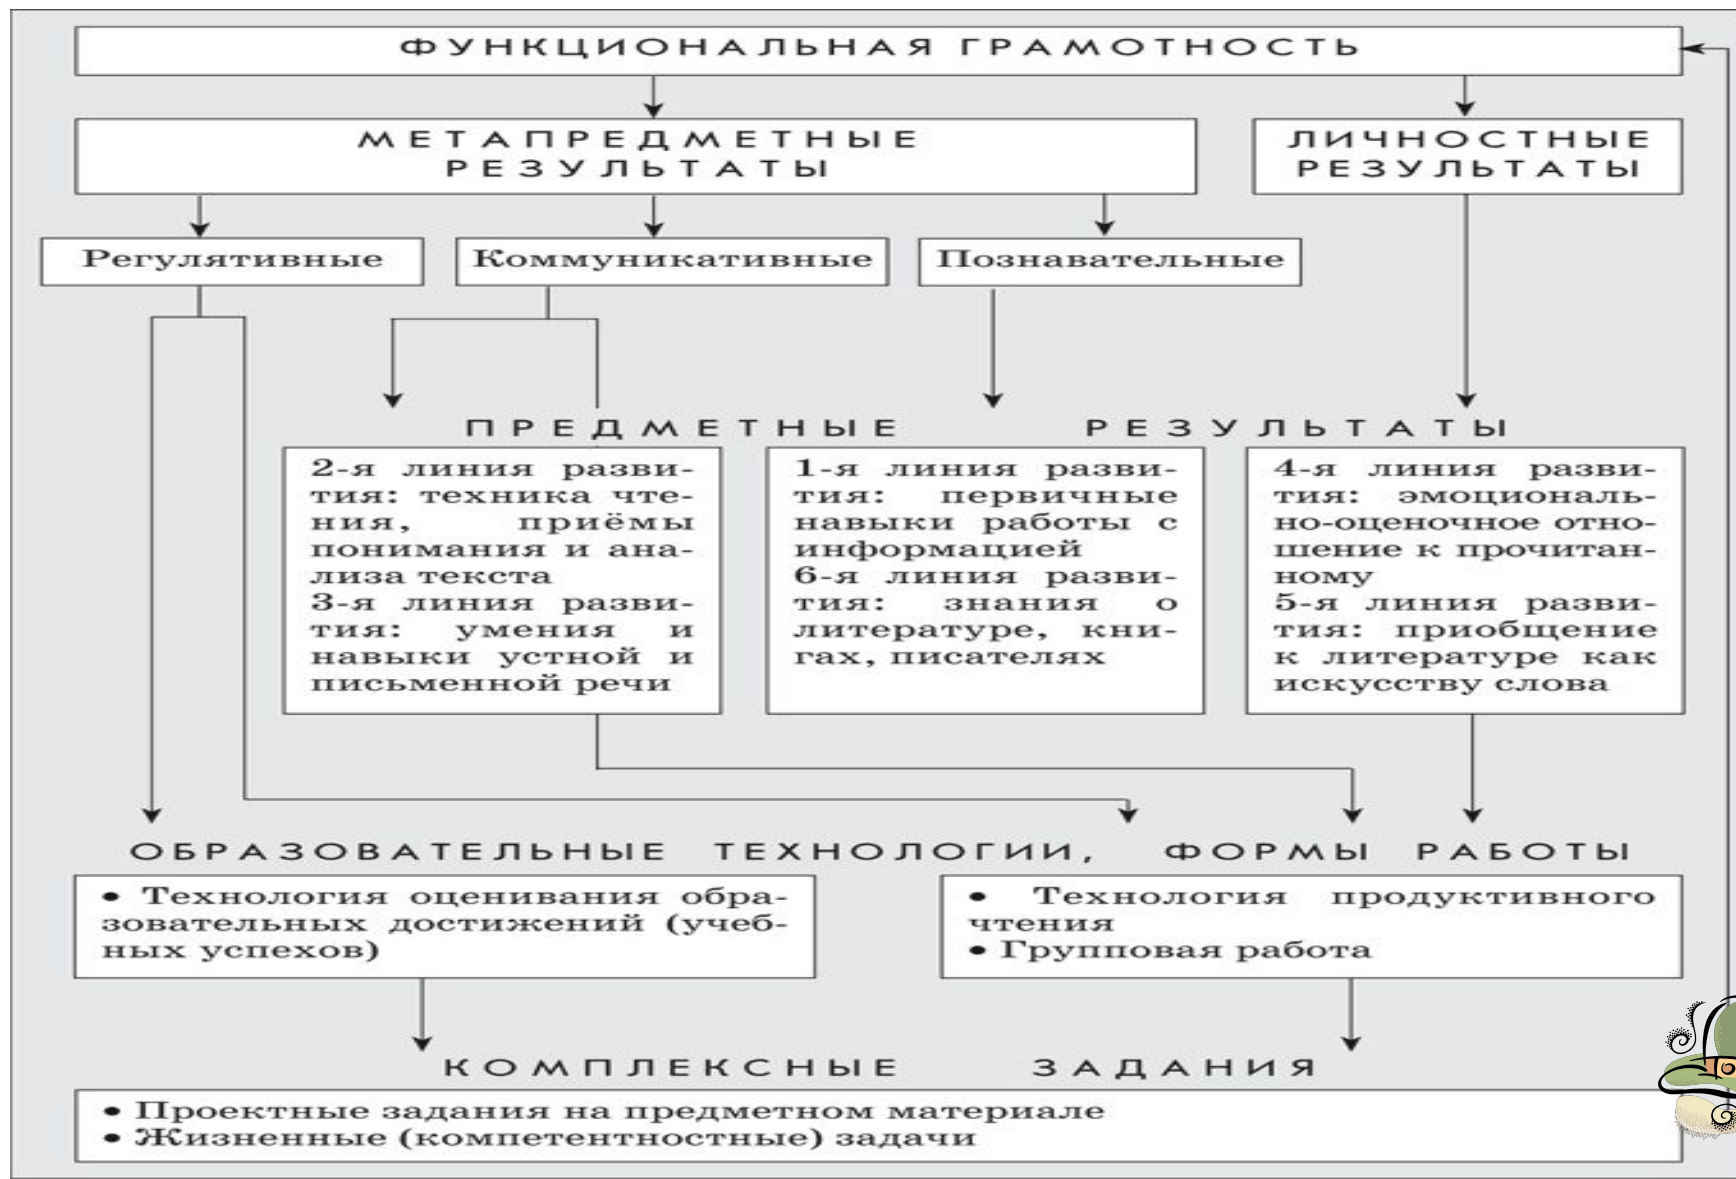 ФУНКЦИОНАЛЬНАЯ ГРАМОТНОСТЬ
МЕТАПРЕДМЕТНЫЕ
РЕЗУЛЬТАТЫ
ЛИЧНОСТНЫЕ
РЕЗУЛЬТАТЫ
Регулятивные
Коммуникативные
Познавательные
ПРЕДМЕТНЫЕ РЕЗУЛЬТАТЫ
2-я линия разви-
тия: техника чте-
ния, приёмы
понимания и ана-
лиза текста
3-я линия разви-
тия: умения и
навыки устной и
письменной речи
1-я линия разви-
тия: первичные
навыки работы с
информацией
6-я линия разви-
тия: знания о
литературе, кни-
гах, писателях
4-я линия разви-
тия: эмоциональ-
но-оценочное отно-
шение к прочитан-
ному
5-я линия разви-
тия: приобщение
к литературе как
искусству слова
ОБРАЗОВАТЕЛЬНЫЕ ТЕХНОЛОГИИ, ФОРМЫ РАБОТЫ
• Технология оценивания обра-
зовательных достижений (учеб-
ных успехов)
• Технология продуктивного
чтения
• Групповая работа
КОМПЛЕКСНЫЕ ЗАДАНИЯ
• Проектные задания на предметном материале
• Жизненные (компетентностные) задачи